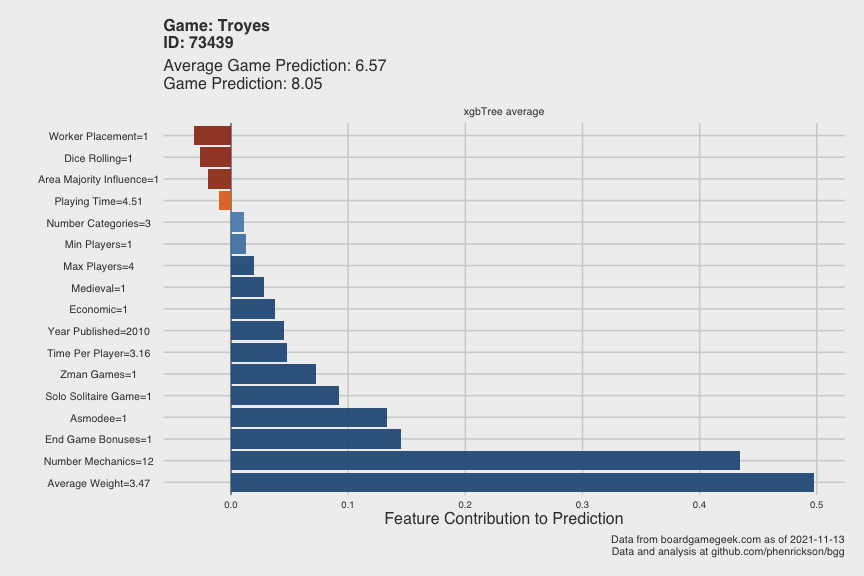 Game: Troyes
ID: 73439
Average Game Prediction: 6.57
Game Prediction: 8.05
xgbTree average
Worker Placement=1
Dice Rolling=1
Area Majority Influence=1
Playing Time=4.51
Number Categories=3
Min Players=1
Max Players=4
Medieval=1
Economic=1
Year Published=2010
Time Per Player=3.16
Zman Games=1
Solo Solitaire Game=1
Asmodee=1
End Game Bonuses=1
Number Mechanics=12
Average Weight=3.47
0.0 0.1 0.2 0.3 0.4 0.5
Feature Contribution to Prediction
Data from boardgamegeek.com as of 2021-11-13
Data and analysis at github.com/phenrickson/bgg